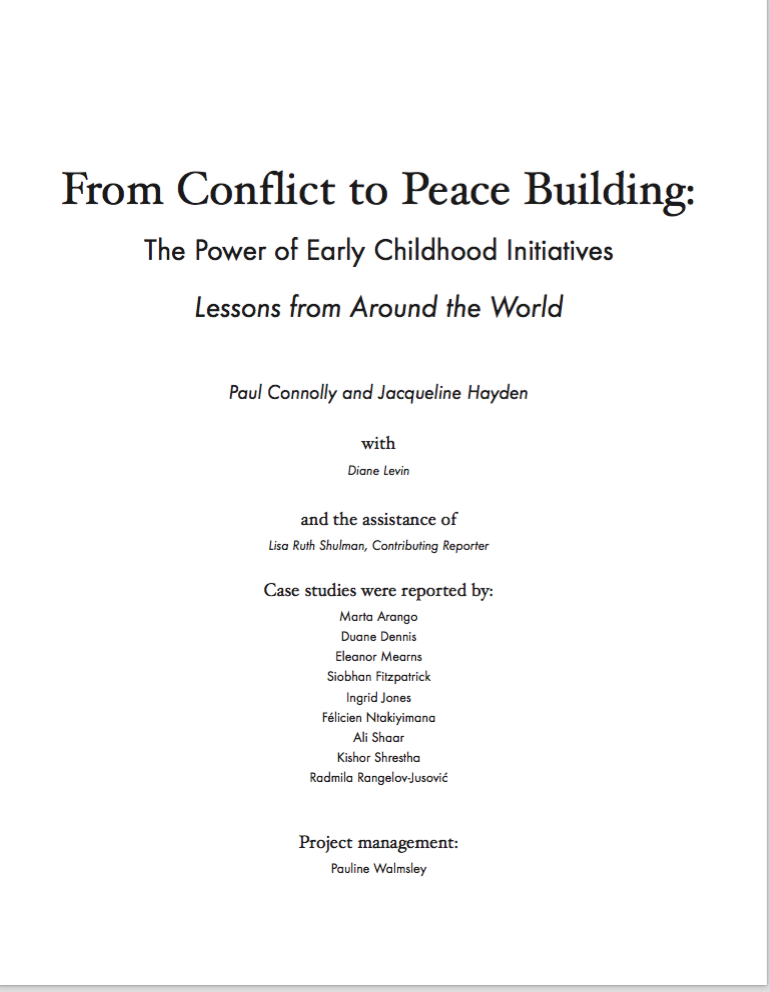 From Conflict to Peace Building:
The Power of Early Childhood Initiatives
Lessons from Around the World
Paul Connolly and Jacqueline Hayden
with
Diane Levin
and the assistance of
Lisa Ruth Shulman, Contributing Reporter
Case studies were reported by:
Marta Arango
Duane Dennis
Eleanor Mearns
Siobhan Fitzpatrick
Ingrid Jones
Félicien Ntakiyimana
Ali Shaar
Kishor Shrestha
Radmila Rangelov-Jusović
Project management:
Pauline Walmsley